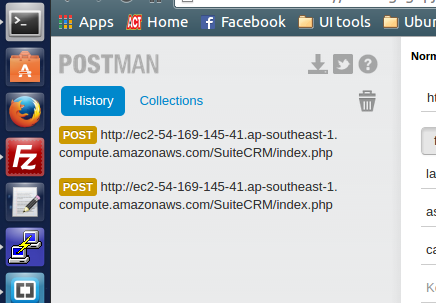 Apps ACT Home Facebook UI tools Ubun
POSTMAN
Norm
History Collections
POST http://ec2-54-169-145-41.ap-southeast-1.
compute.amazonaws.com/SuiteCRM/index.php
POST http://ec2-54-169-145-41.ap-southeast-1.
compute.amazonaws.com/SuiteCRM/index.php
la
as
ca